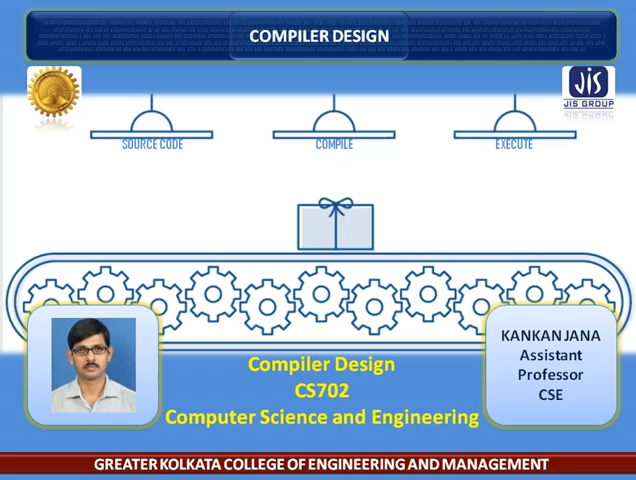 COMPILER DESIGN
JIS
JIS GROUP
SOURCE CODE
COMPILE
EXECUTE
KANKAN JANA
Assistant
Professor
CSE
Compiler Design
CS702
Computer Science and Engineering
GREATER KOLKATA COLLEGE OF ENGINEERING AND MANAGEMENT